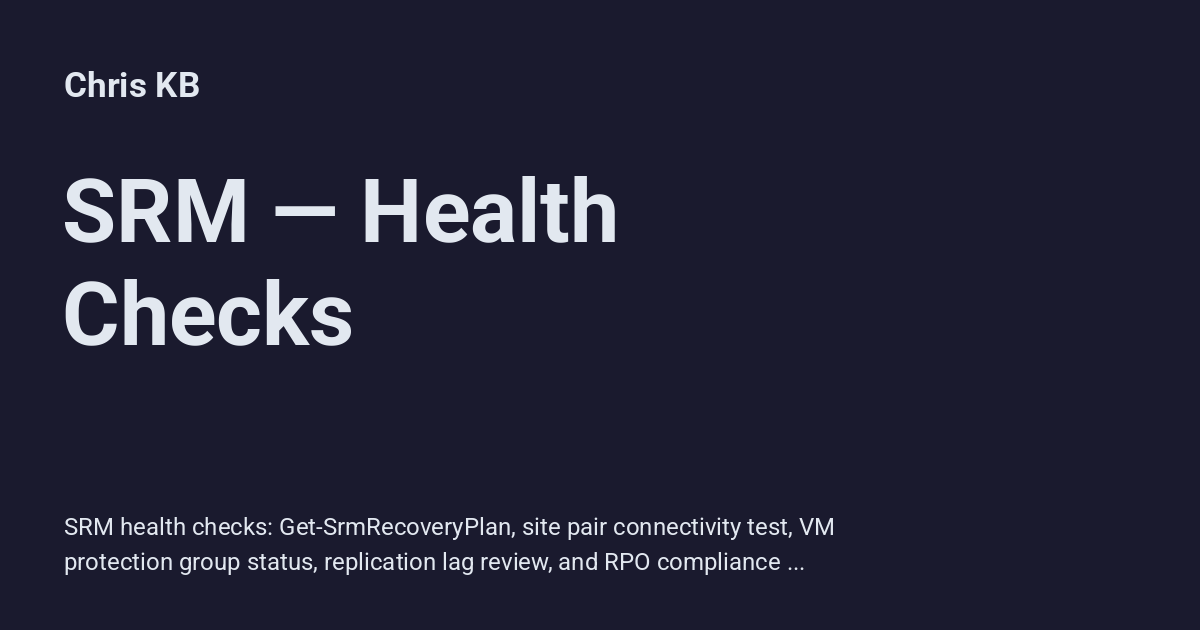 Chris KB
SRM — Health
Checks
SRM health checks: Get-SrmRecoveryPlan, site pair connectivity test, VM
protection group status, replication lag review, and RPO compliance ...